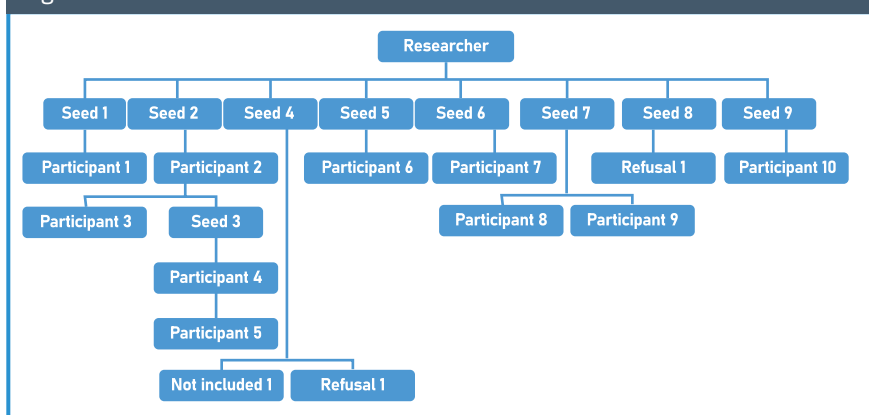 Researcher
Seed 1
Seed 2
Seed 4
Seed 5
Seed 6
Seed 7
Seed 8
Seed 9
Participant 1
Participant 2
Participant 6
Participant 7
Refusal 1
Participant 10
Participant 3
Seed 3
Participant 8
Participant 9
Participant 4
Participant 5
Not included 1
Refusal 1